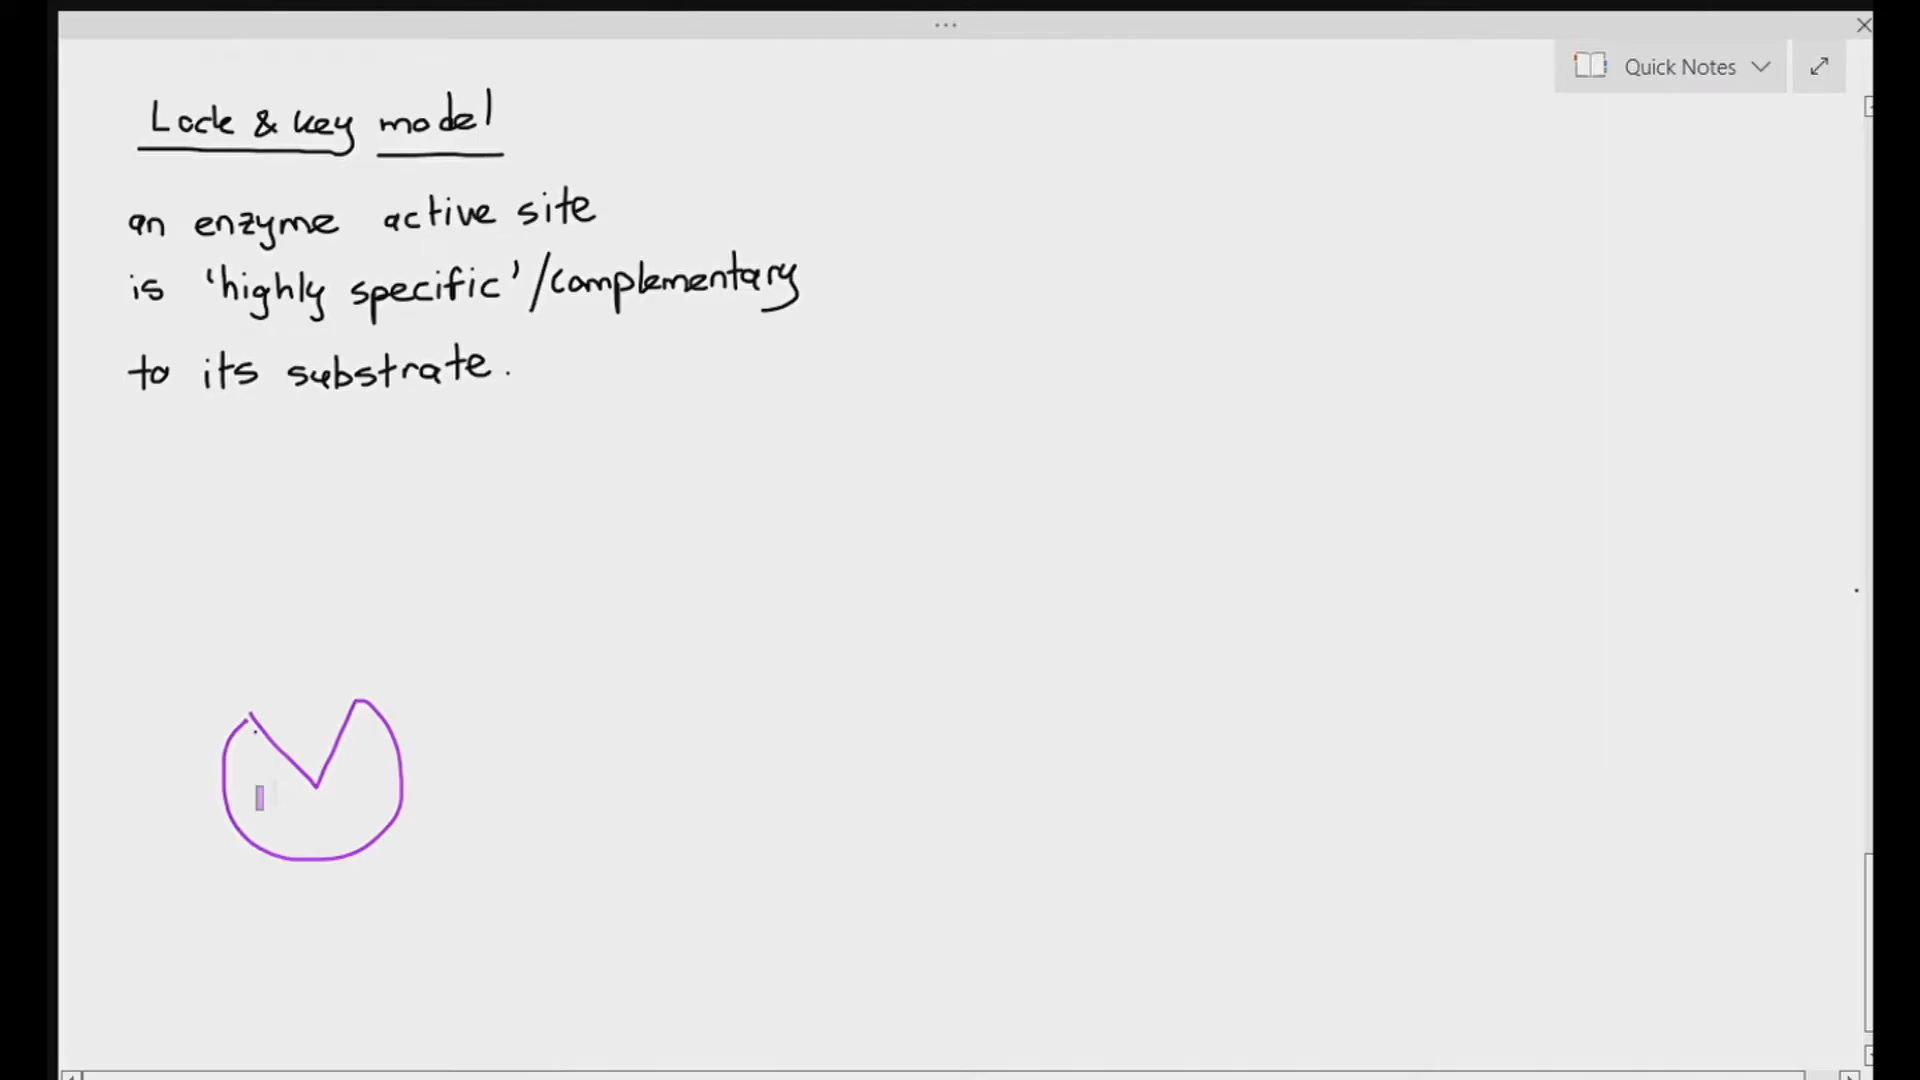 Quick Notes
Lock & key model
an enzyme active site
is 'highly specific'/complementary
to its substrate.